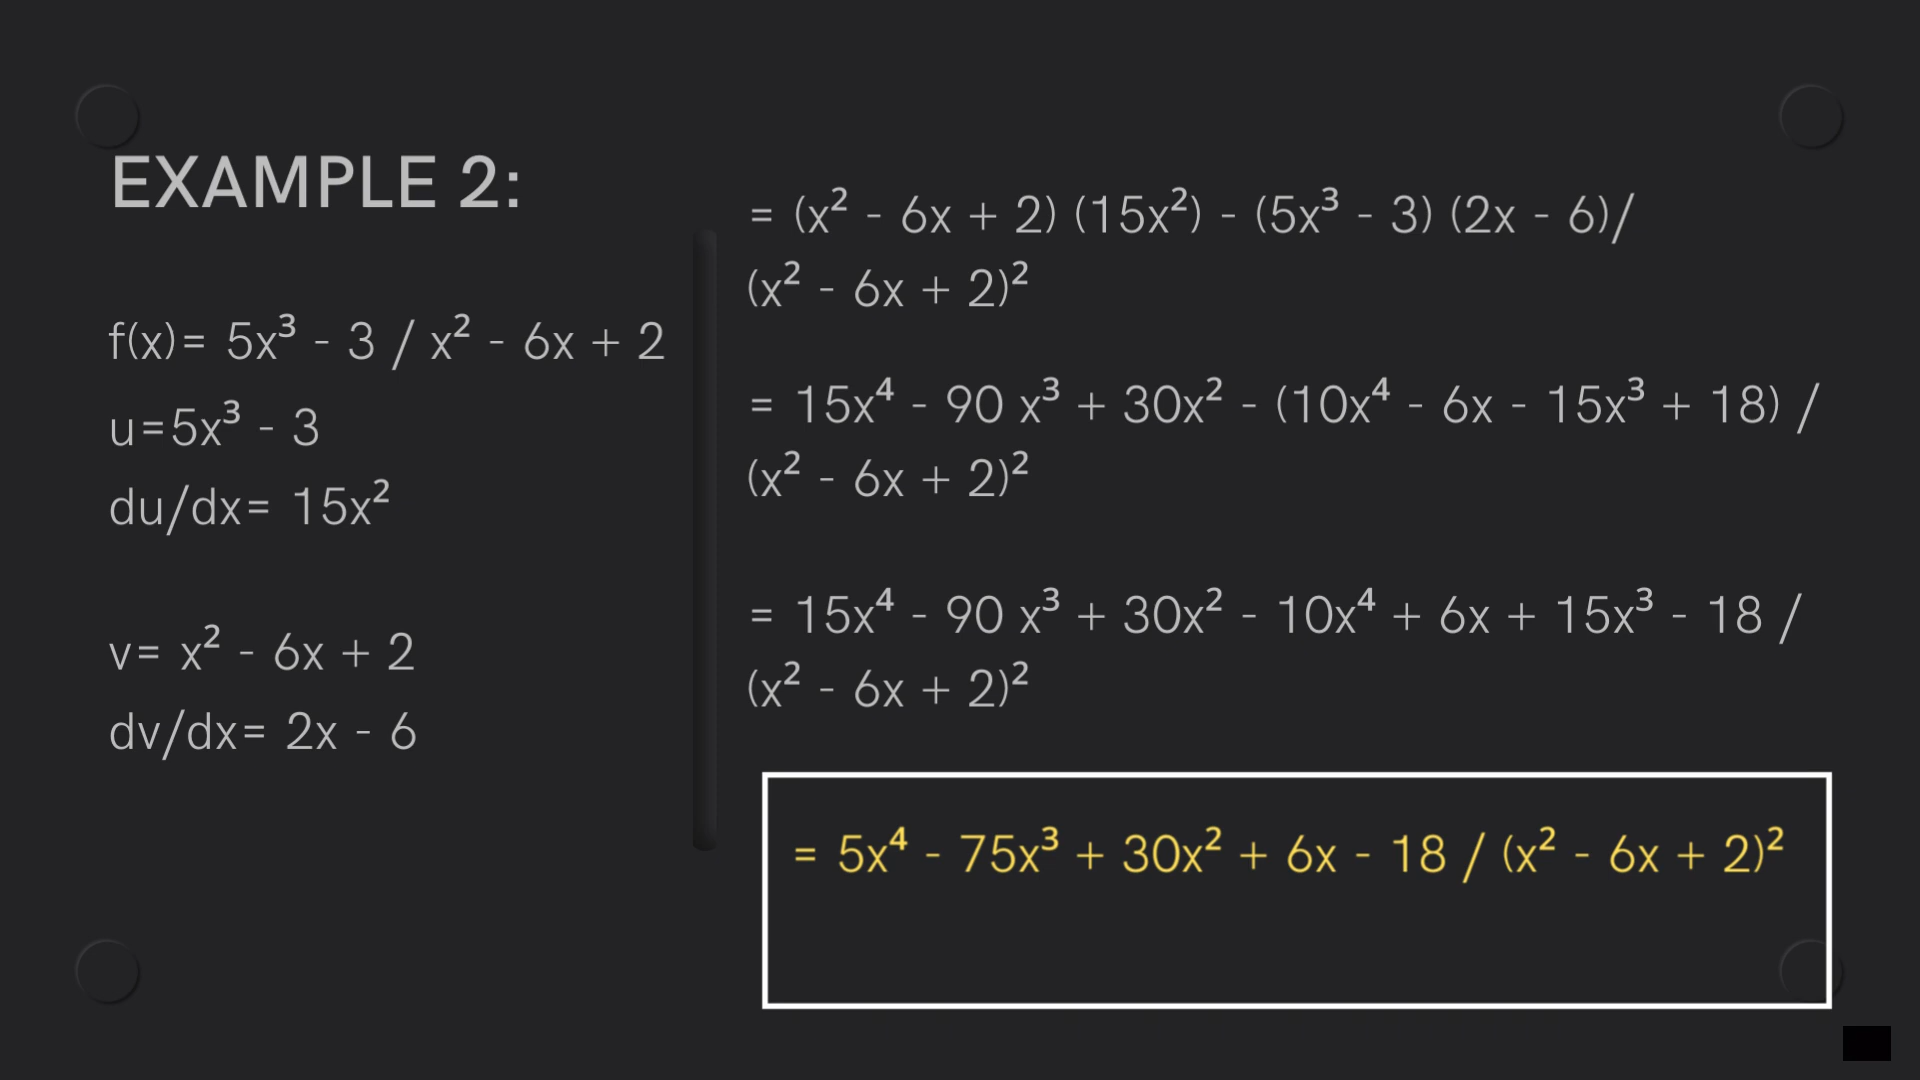 EXAMPLE 2:
f(x)= 5x³ - 3 / x² - 6x + 2
u=5x³ - 3
du/dx= 15x²
v= x² - 6x + 2
dv/dx= 2x - 6
= (x² - 6x + 2) (15x²) - (5x³ - 3) (2x - 6)/
(x² - 6x + 2)²
= 15x⁴ - 90 x³ + 30x² - (10x⁴ - 6x - 15x³ + 18) /
(x² - 6x + 2)²
= 15x⁴ - 90 x³ + 30x² - 10x⁴ + 6x + 15x³ - 18 /
(x² - 6x + 2)²
= 5x⁴ - 75x³ + 30x² + 6x - 18 / (x² - 6x + 2)²